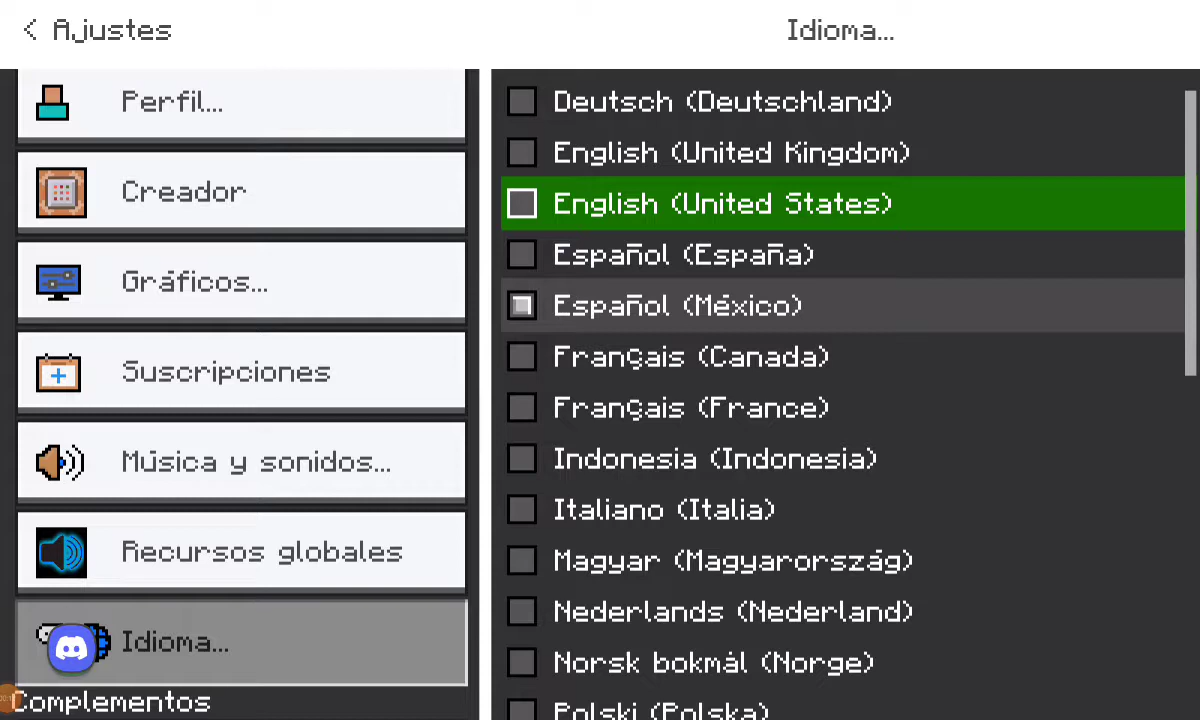 Ajustes
Idioma...
Perfil...
Creador
Gráficos...
Suscripciones
Música y sonidos...
Recursos globales
Idioma...
Complementos
Deutsch (Deutschland)
English (United Kingdom)
English (United States)
Español (España)
Español (México)
Français (Canada)
Français (France)
Indonesia (Indonesia)
Italiano (Italia)
Magyar (Magyarország)
Nederlands (Nederland)
Norsk bokmål (Norge)
Polski (Polska)